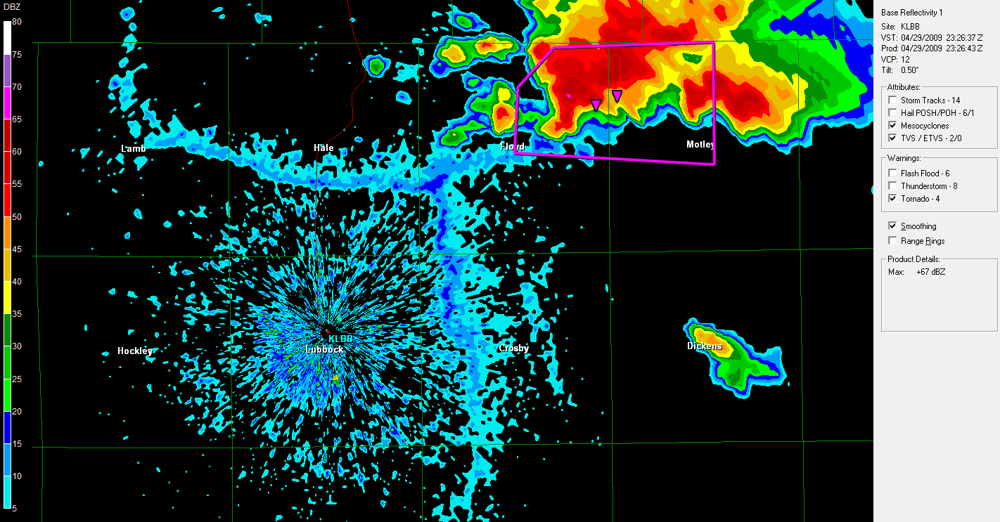 DBZ
80
75
70
65
60
55
50
45
40
35
30
25
20
15
10
5
Lamb
Hale
Floyd
Motley
Hockley
KLBB
Lubbock
Crosby
Dickens
Base Reflectivity 1
Site: KLBB
VST: 04/29/2009 23:26:37 Z
Prod: 04/29/2009 23:26:43 Z
VCP: 12
Tilt: 0.50°
Attributes:
Storm Tracks - 14
Hail POSH/POH - 6/1
Mesocyclones
TVS / ETVS - 2/0
Warnings:
Flash Flood - 6
Thunderstorm - 8
Tornado - 4
Smoothing
Range Rings
Product Details:
Max: +67 dBZ